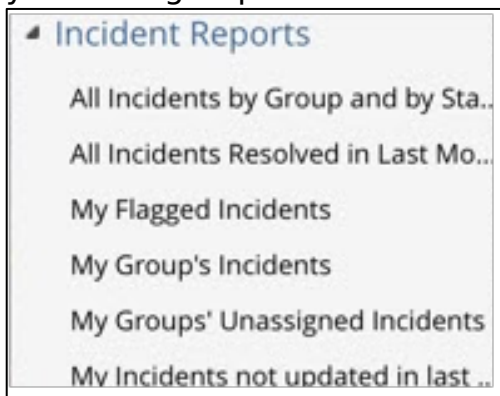 Incident Reports
All Incidents by Group and by Sta..
All Incidents Resolved in Last Mo...
My Flagged Incidents
My Group's Incidents
My Groups' Unassigned Incidents
My Incidents not updated in last ..